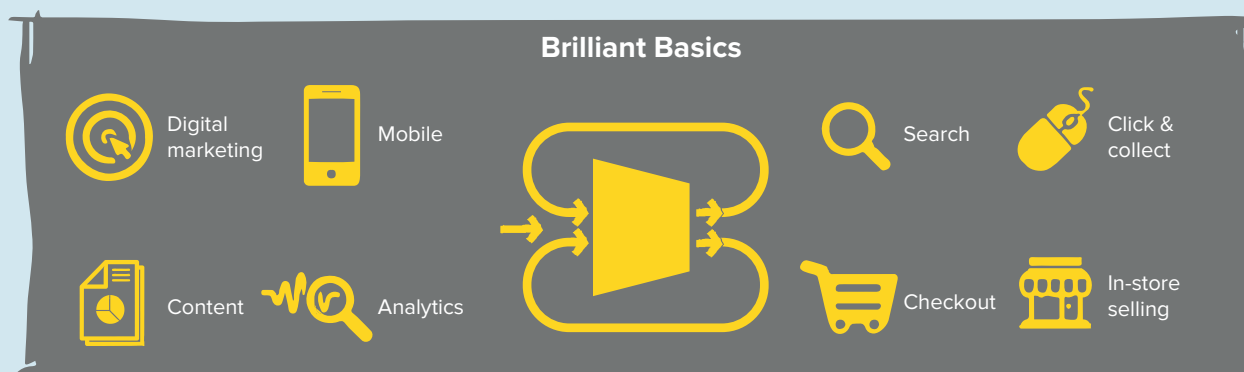 Brilliant Basics
Digital
marketing
Mobile
Search
Click &
collect
Content
Analytics
Checkout
In-store
selling